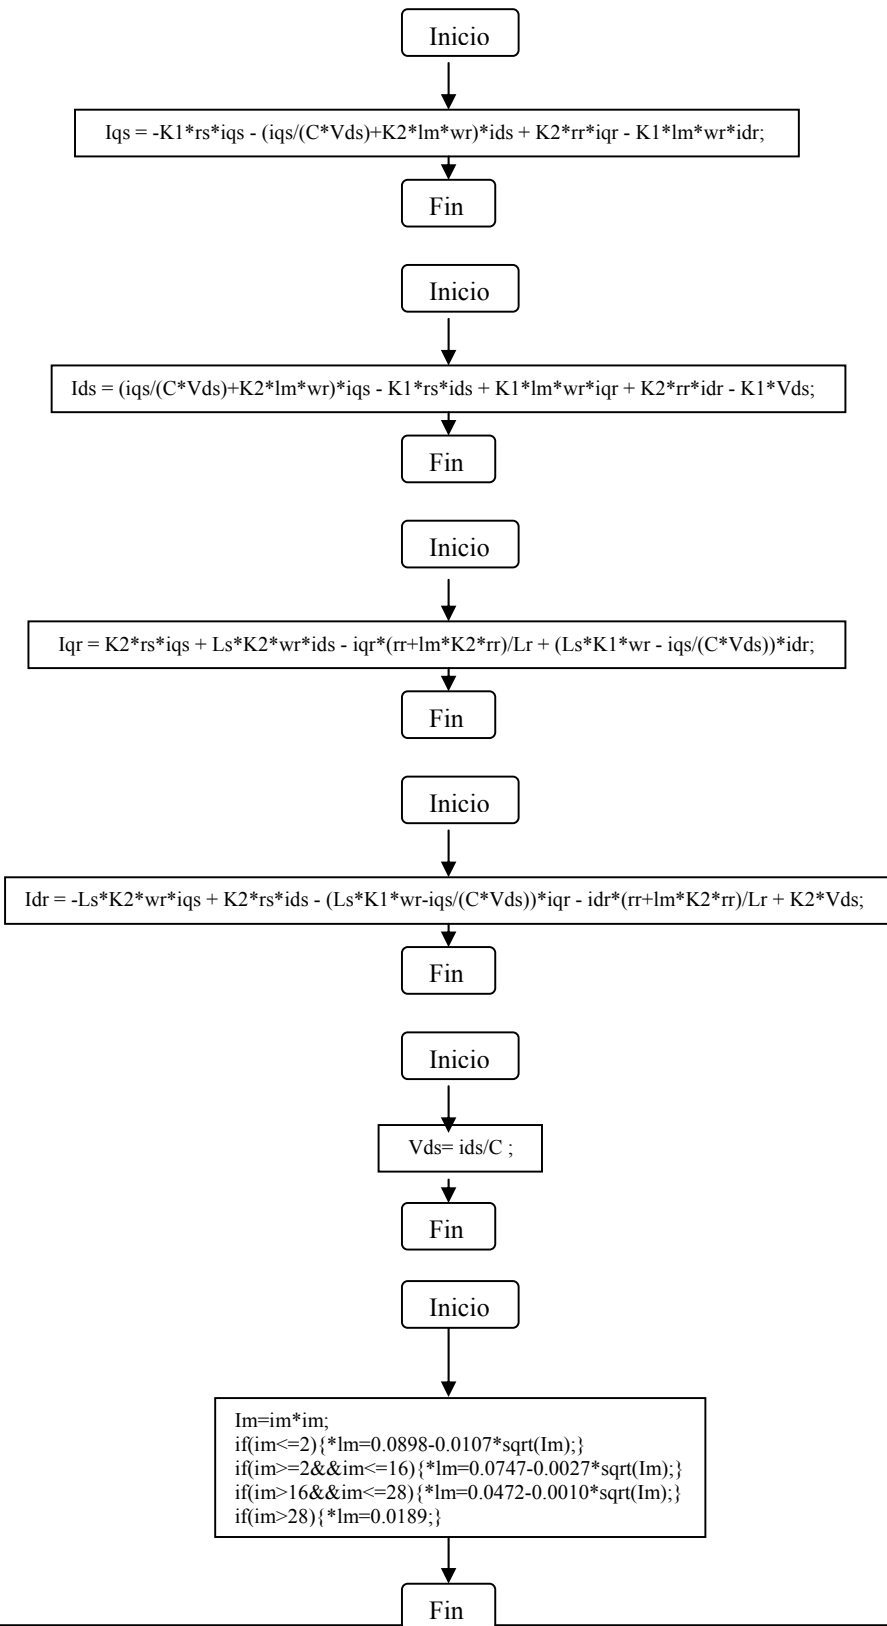 Inicio
Iqs = -K1*rs*iqs - (iqs/(C*Vds)+K2*lm*wr)*ids + K2*rr*iqr - K1*lm*wr*idr;
Fin
Inicio
Ids = (iqs/(C*Vds)+K2*lm*wr)*iqs - K1*rs*ids + K1*lm*wr*iqr + K2*rr*idr - K1*Vds;
Fin
Inicio
Iqr = K2*rs*iqs + Ls*K2*wr*ids - iqr*(rr+lm*K2*rr)/Lr + (Ls*K1*wr - iqs/(C*Vds))*idr;
Fin
Inicio
Idr = -Ls*K2*wr*iqs + K2*rs*ids - (Ls*K1*wr-iqs/(C*Vds))*iqr - idr*(rr+lm*K2*rr)/Lr + K2*Vds;
Fin
Inicio
Vds= ids/C ;
Fin
Inicio
Im=im*im;
if(im<=2){*lm=0.0898-0.0107*sqrt(Im);}
if(im>=2&&im<=16){*lm=0.0747-0.0027*sqrt(Im);}
if(im>16&&im<=28){*lm=0.0472-0.0010*sqrt(Im);}
if(im>28){*lm=0.0189;}
Fin